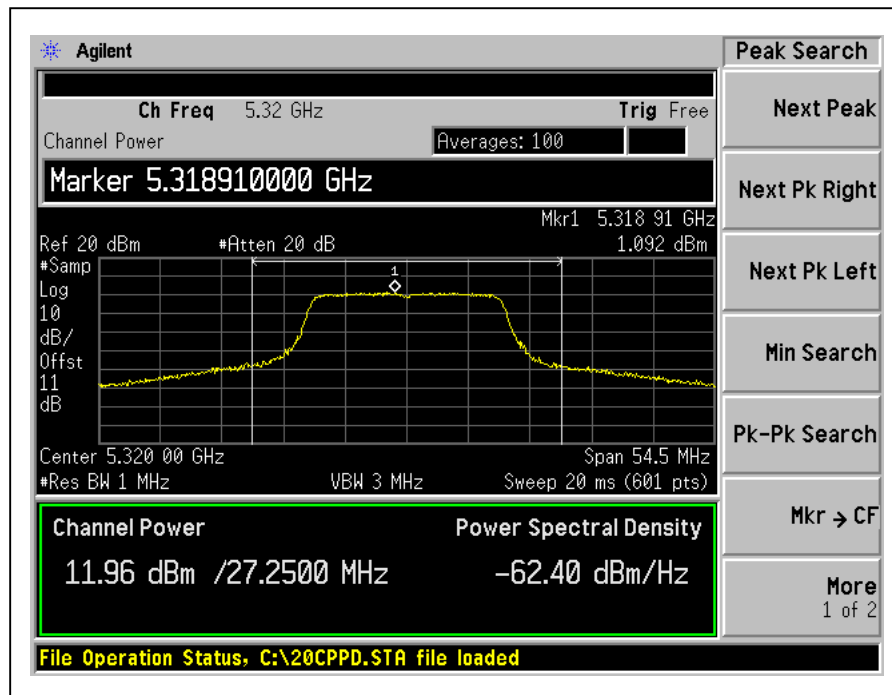 Agilent
Peak Search
Ch Freq 5.32 GHz Trig Free
Channel Power Averages: 100
Marker 5.318910000 GHz
Mkr1 5.318 91 GHz
Ref 20 dBm #Atten 20 dB 1.092 dBm
#Samp
Log
10
dB/
Offst
11
dB
1
Center 5.320 00 GHz Span 54.5 MHz
#Res BW 1 MHz VBW 3 MHz Sweep 20 ms (601 pts)
Channel Power Power Spectral Density
11.96 dBm /27.2500 MHz -62.40 dBm/Hz
File Operation Status, C:\20CPPD.STA file loaded
Next Peak
Next Pk Right
Next Pk Left
Min Search
Pk-Pk Search
Mkr → CF
More
1 of 2